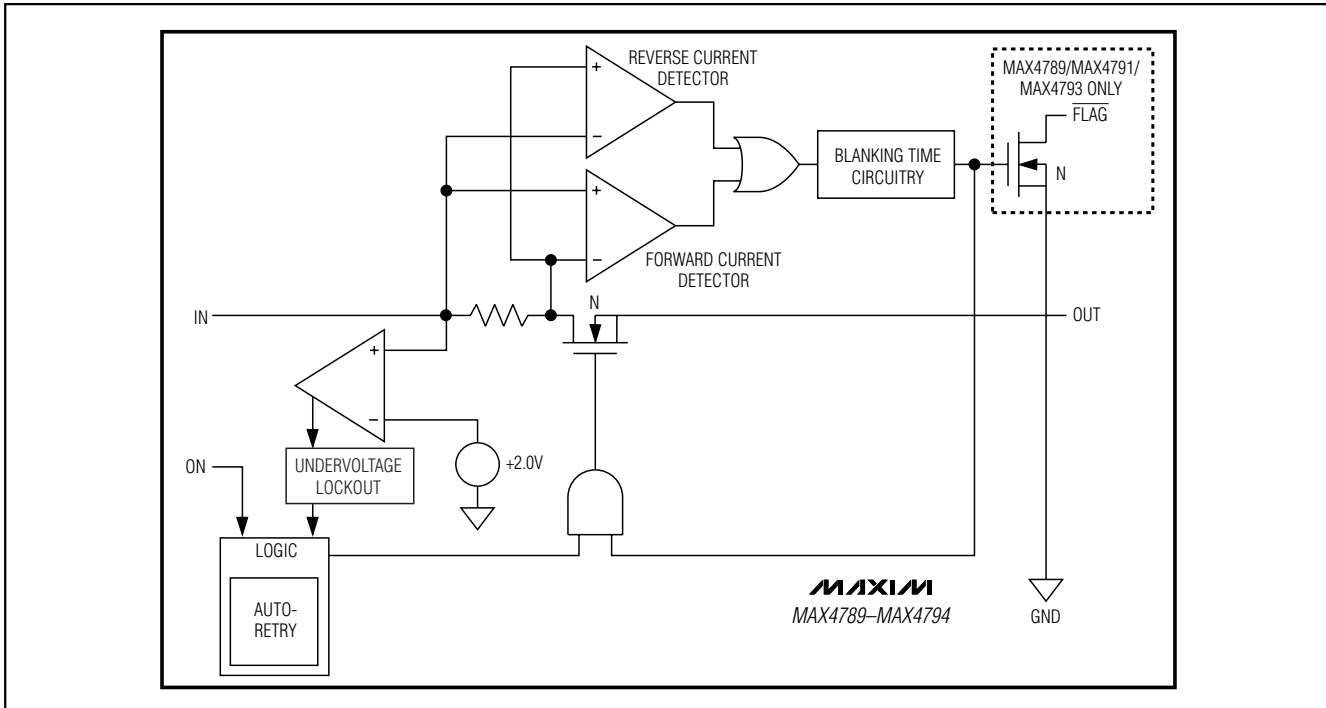 REVERSE CURRENT
DETECTOR
+
−
MAX4789/MAX4791/
MAX4793 ONLY
FLAG
N
BLANKING TIME
CIRCUITRY
+
−
FORWARD CURRENT
DETECTOR
IN
N
OUT
+
−
+2.0V
ON
UNDERVOLTAGE
LOCKOUT
LOGIC
AUTO-
RETRY
MAXIM
MAX4789–MAX4794
GND